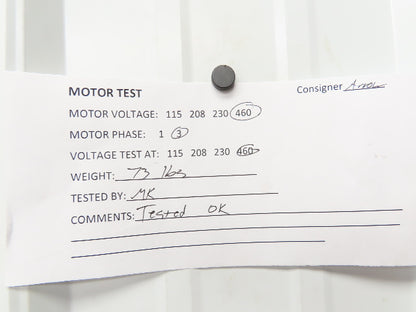 MOTOR TEST Consigner Arrow
MOTOR VOLTAGE: 115 208 230 460
MOTOR PHASE: 1 3
VOLTAGE TEST AT: 115 208 230 460
WEIGHT: 73 lbs
TESTED BY: MK
COMMENTS: Tested OK